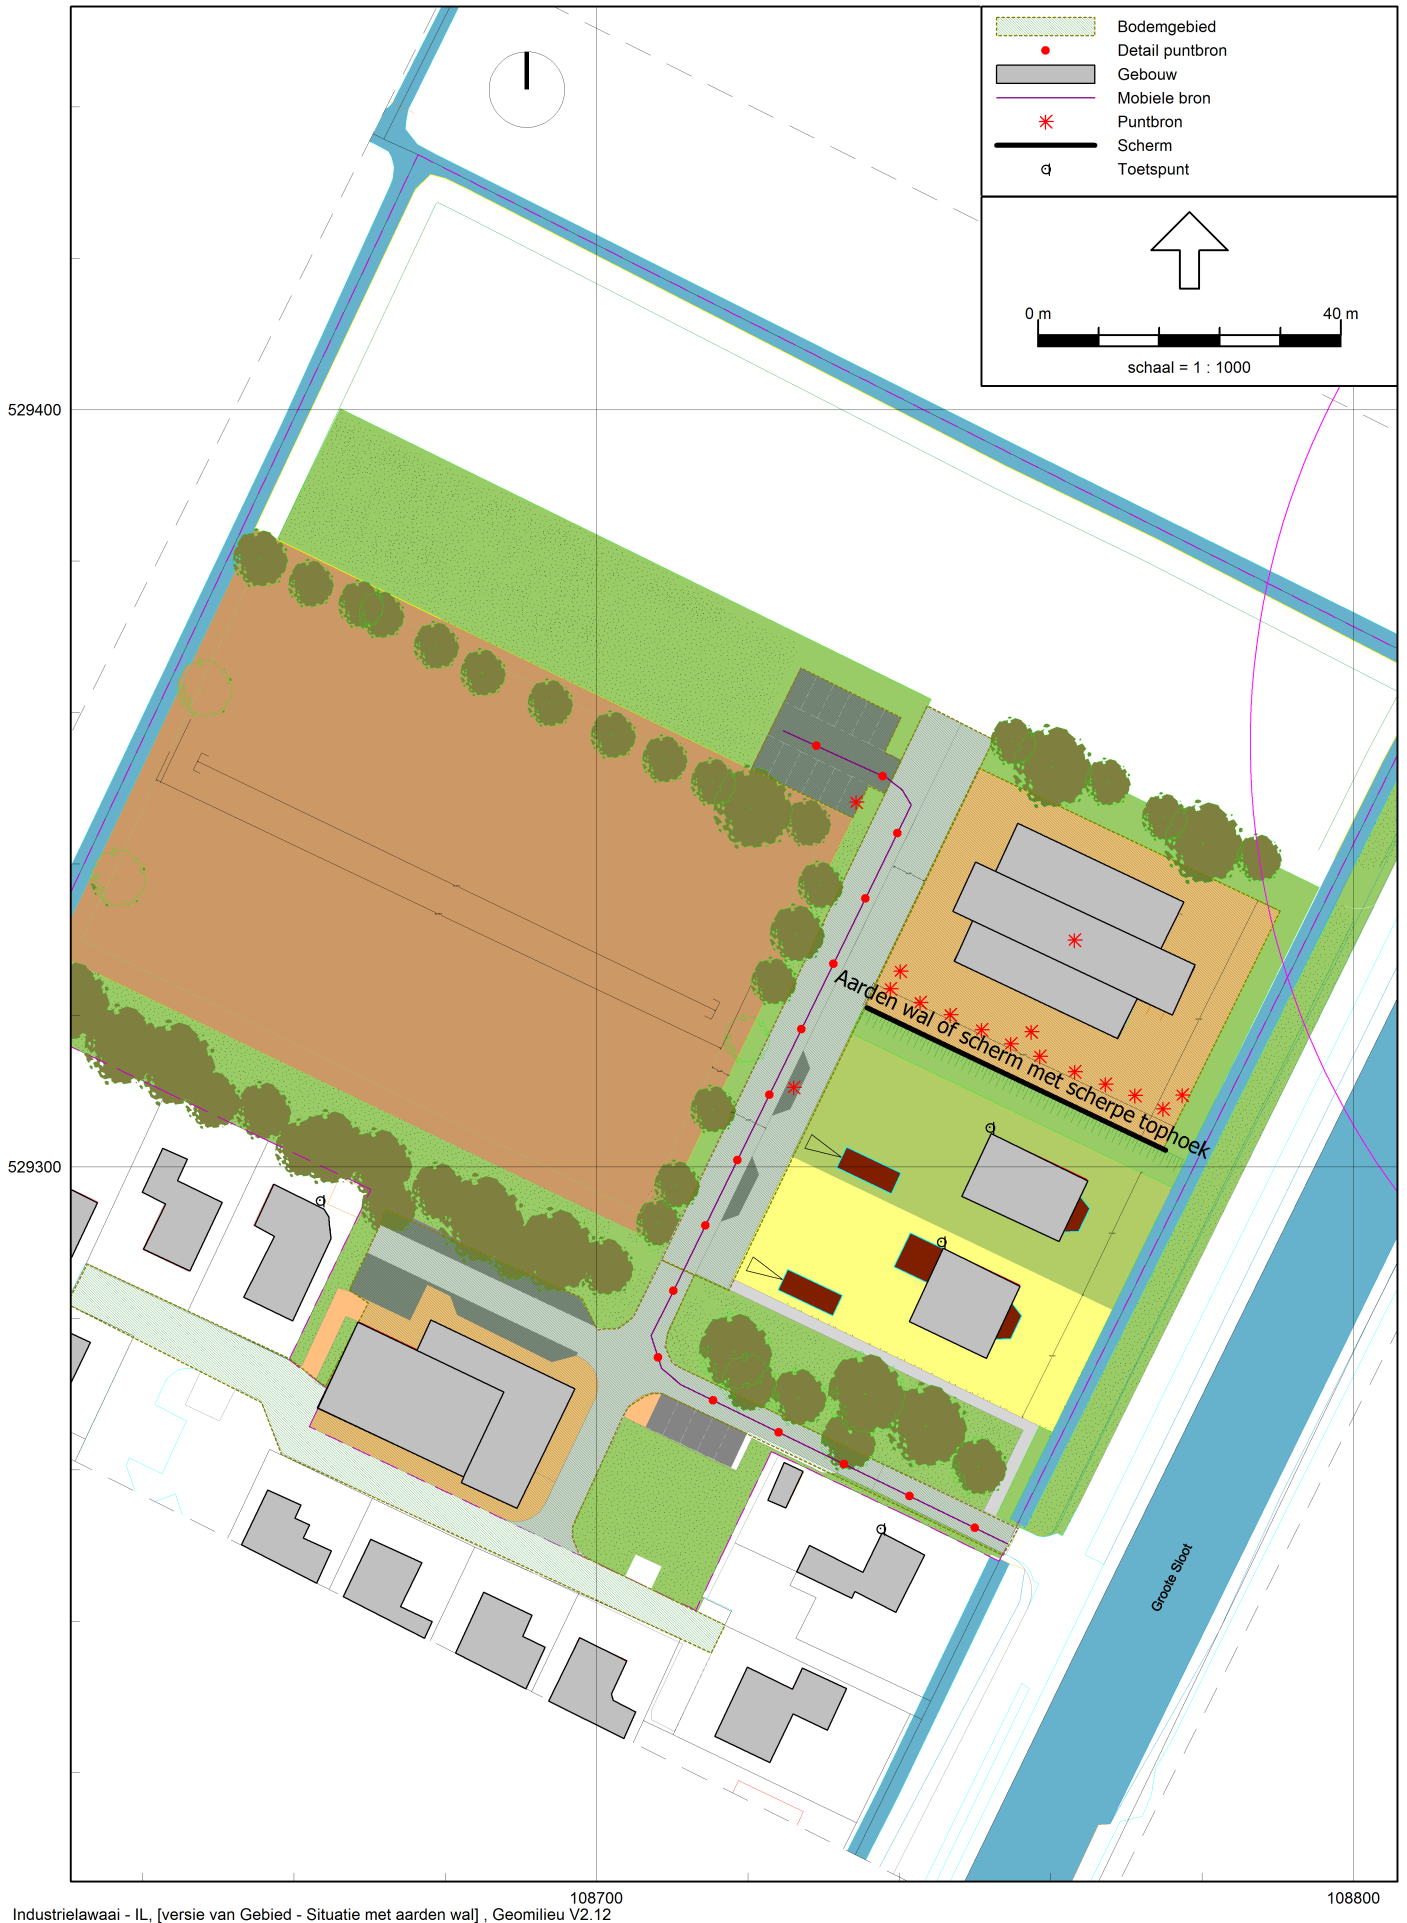 Bodemgebied
Detail puntbron
Gebouw
Mobiele bron
Puntbron
Scherm
Toetspunt
0 m
40 m
schaal = 1 : 1000
529400
Aarden wal of scherm met scherpe tophoek
529300
Groote Sloot
108700
108800
Industrielawaai - IL, [versie van Gebied - Situatie met aarden wal] , Geomilieu V2.12